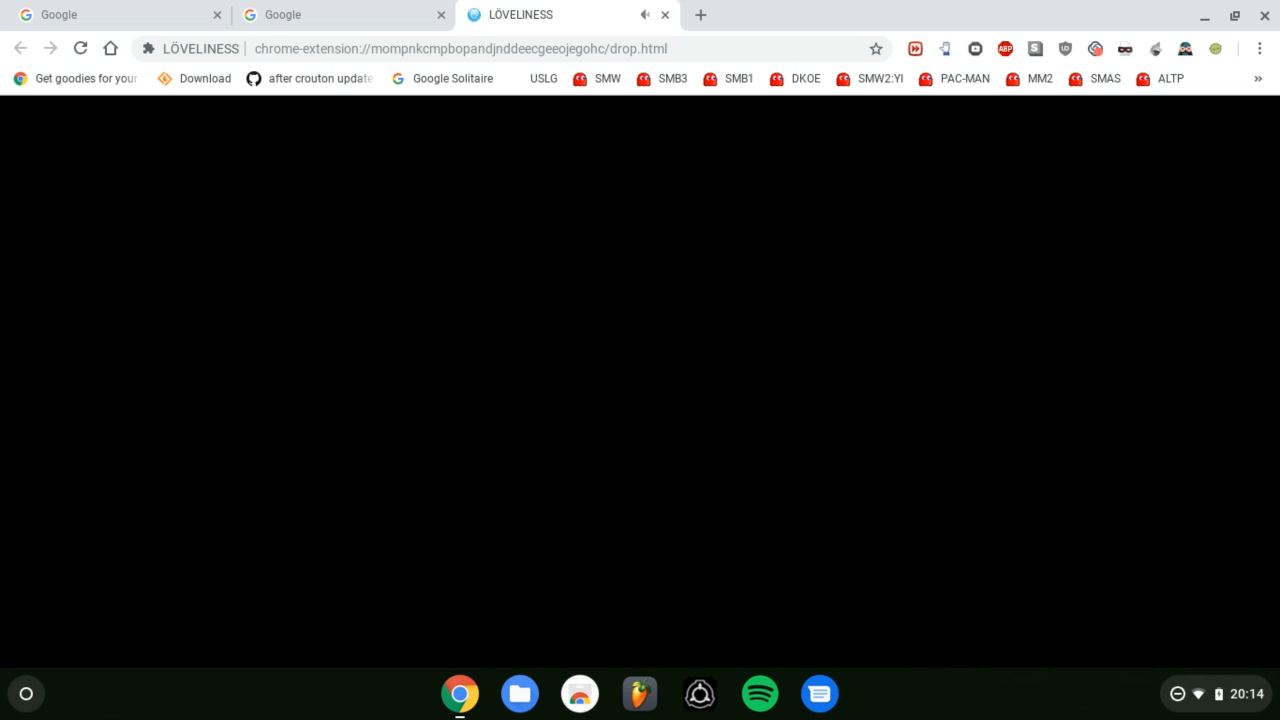 Google
Google
LÖVELINESS
LÖVELINESS
chrome-extension://mompnkcmpbopandjnddeecgeeojegohc/drop.html
ABP
Get goodies for your
Download
after crouton update
Google Solitaire
USLG
SMW
SMB3
SMB1
DKOE
SMW2:YI
PAC-MAN
MM2
SMAS
ALTP
20:14